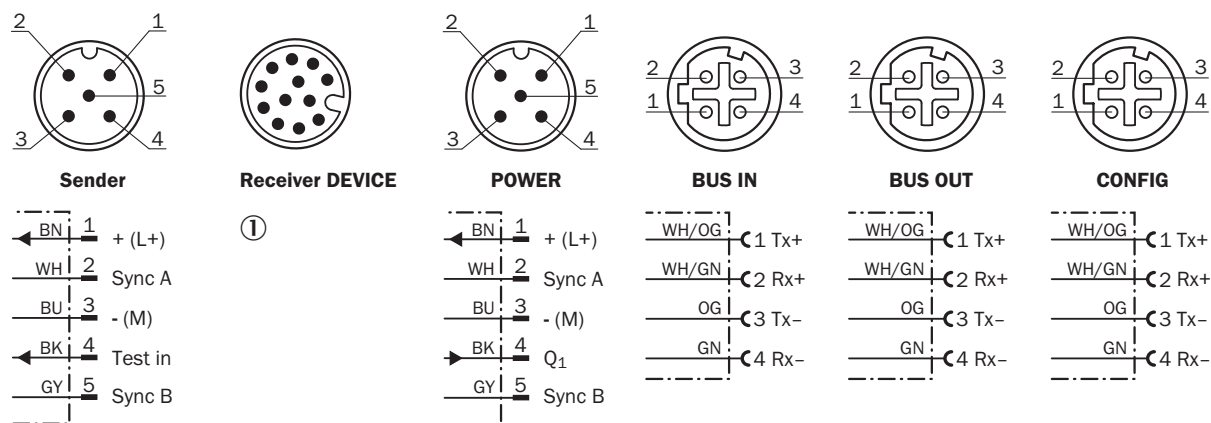 2 1
5
3 4
Sender
BN 1 + (L+)
WH 2 Sync A
BU 3 - (M)
BK 4 Test in
GY 5 Sync B
Receiver DEVICE
①
2 1
5
3 4
POWER
BN 1 + (L+)
WH 2 Sync A
BU 3 - (M)
BK 4 Q₁
GY 5 Sync B
2 3
1 4
BUS IN
WH/OG 1 Tx+
WH/GN 2 Rx+
OG 3 Tx–
GN 4 Rx–
2 3
1 4
BUS OUT
WH/OG 1 Tx+
WH/GN 2 Rx+
OG 3 Tx–
GN 4 Rx–
2 3
1 4
CONFIG
WH/OG 1 Tx+
WH/GN 2 Rx+
OG 3 Tx–
GN 4 Rx–